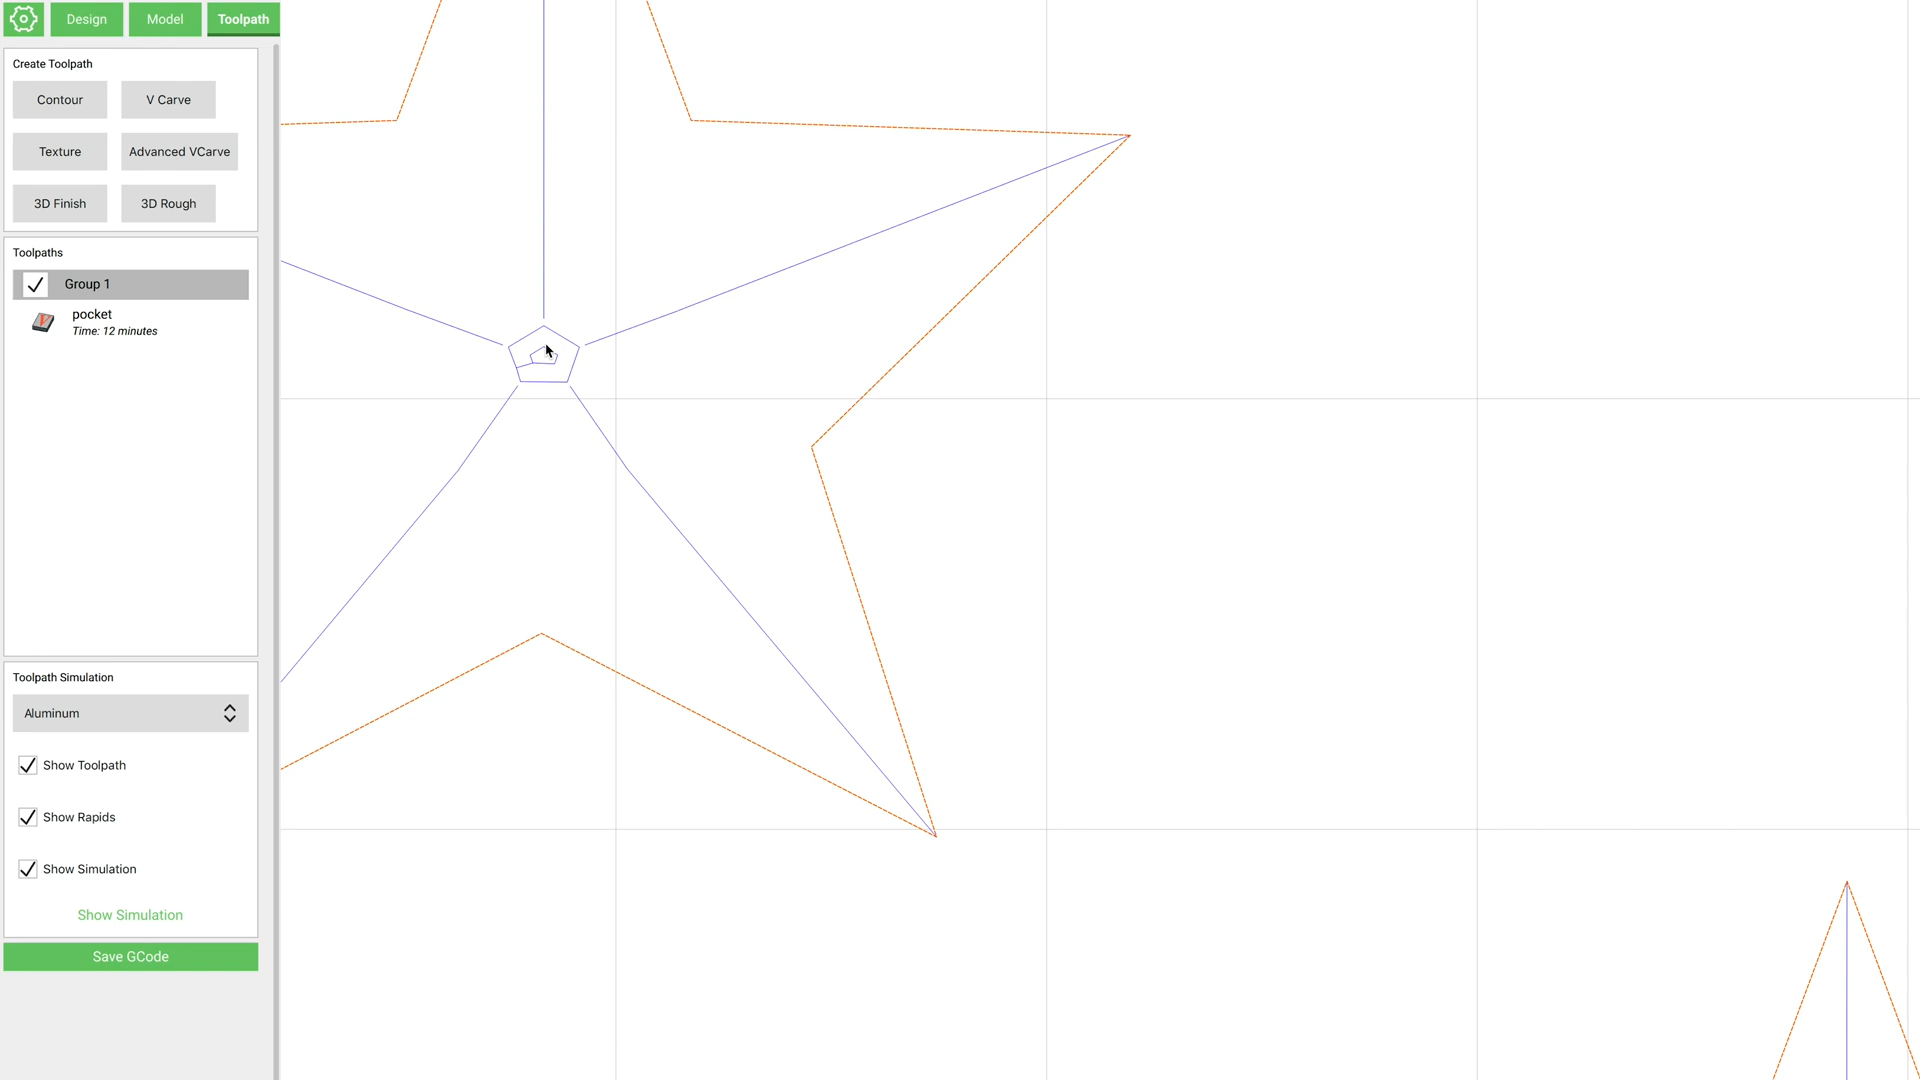 Design
Model
Toolpath
Create Toolpath
Contour
V Carve
Texture
Advanced VCarve
3D Finish
3D Rough
Toolpaths
Group 1
pocket
Time: 12 minutes
Toolpath Simulation
Aluminum
Show Toolpath
Show Rapids
Show Simulation
Show Simulation
Save GCode